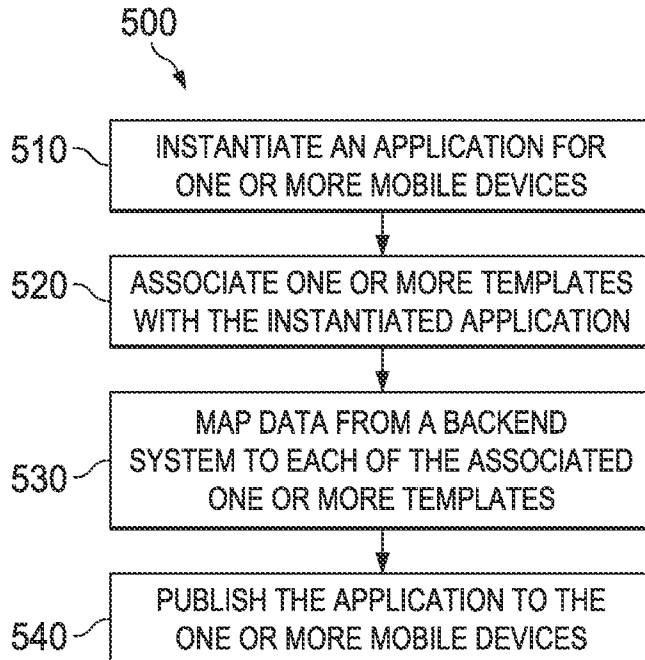 500
510
INSTANTIATE AN APPLICATION FOR
ONE OR MORE MOBILE DEVICES
520
ASSOCIATE ONE OR MORE TEMPLATES
WITH THE INSTANTIATED APPLICATION
530
MAP DATA FROM A BACKEND
SYSTEM TO EACH OF THE ASSOCIATED
ONE OR MORE TEMPLATES
540
PUBLISH THE APPLICATION TO THE
ONE OR MORE MOBILE DEVICES